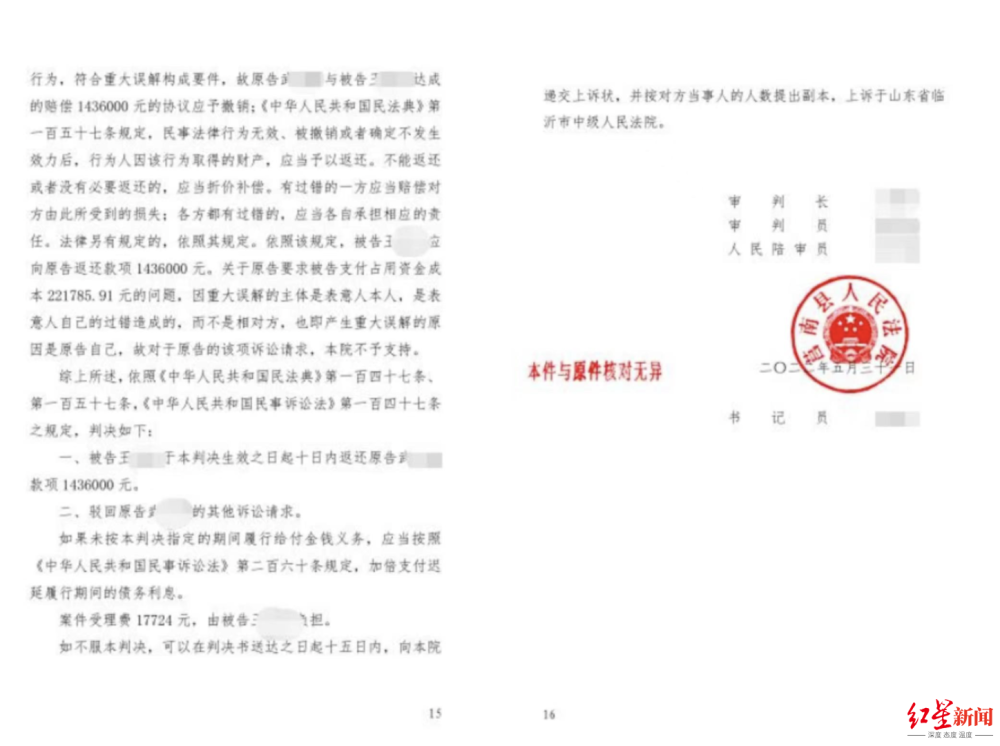 行为，符合重大误解构成要件，故原告武 与被告王 达成
的赔偿1436000元的协议应予撤销；《中华人民共和国民法典》第
一百五十七条规定，民事法律行为无效、被撤销或者确定不发生
效力后，行为人因该行为取得的财产，应当予以返还。不能返还
或者没有必要返还的，应当折价补偿。有过错的一方应当赔偿对
方由此所受到的损失；各方都有过错的，应当各自承担相应的责
任。法律另有规定的，依照其规定。依照该规定，被告王 应
向原告返还款项1436000元。关于原告要求被告支付占用资金成
本221785.91元的问题，因重大误解的主体是表意人本人，是表
意人自己的过错造成的，而不是相对方，也即产生重大误解的原
因是原告自己，故对于原告的该项诉讼请求，本院不予支持。
综上所述，依照《中华人民共和国民法典》第一百四十七条、
第一百五十七条，《中华人民共和国民事诉讼法》第一百四十七条
之规定，判决如下：
一、被告王 于本判决生效之日起十日内返还原告武
款项1436000元。
二、驳回原告武 的其他诉讼请求。
如果未按本判决指定的期间履行给付金钱义务，应当按照
《中华人民共和国民事诉讼法》第二百六十条规定，加倍支付迟
延履行期间的债务利息。
案件受理费17724元，由被告王 负担。
如不服本判决，可以在判决书送达之日起十五日内，向本院
15
递交上诉状，并按对方当事人的人数提出副本，上诉于山东省临
沂市中级人民法院。
审判长
审判员
人民陪审员
莒南县人民法院
本件与原件核对无异
二〇二二年五月三十 日
书记员
16
红星新闻
深度 态度 温度